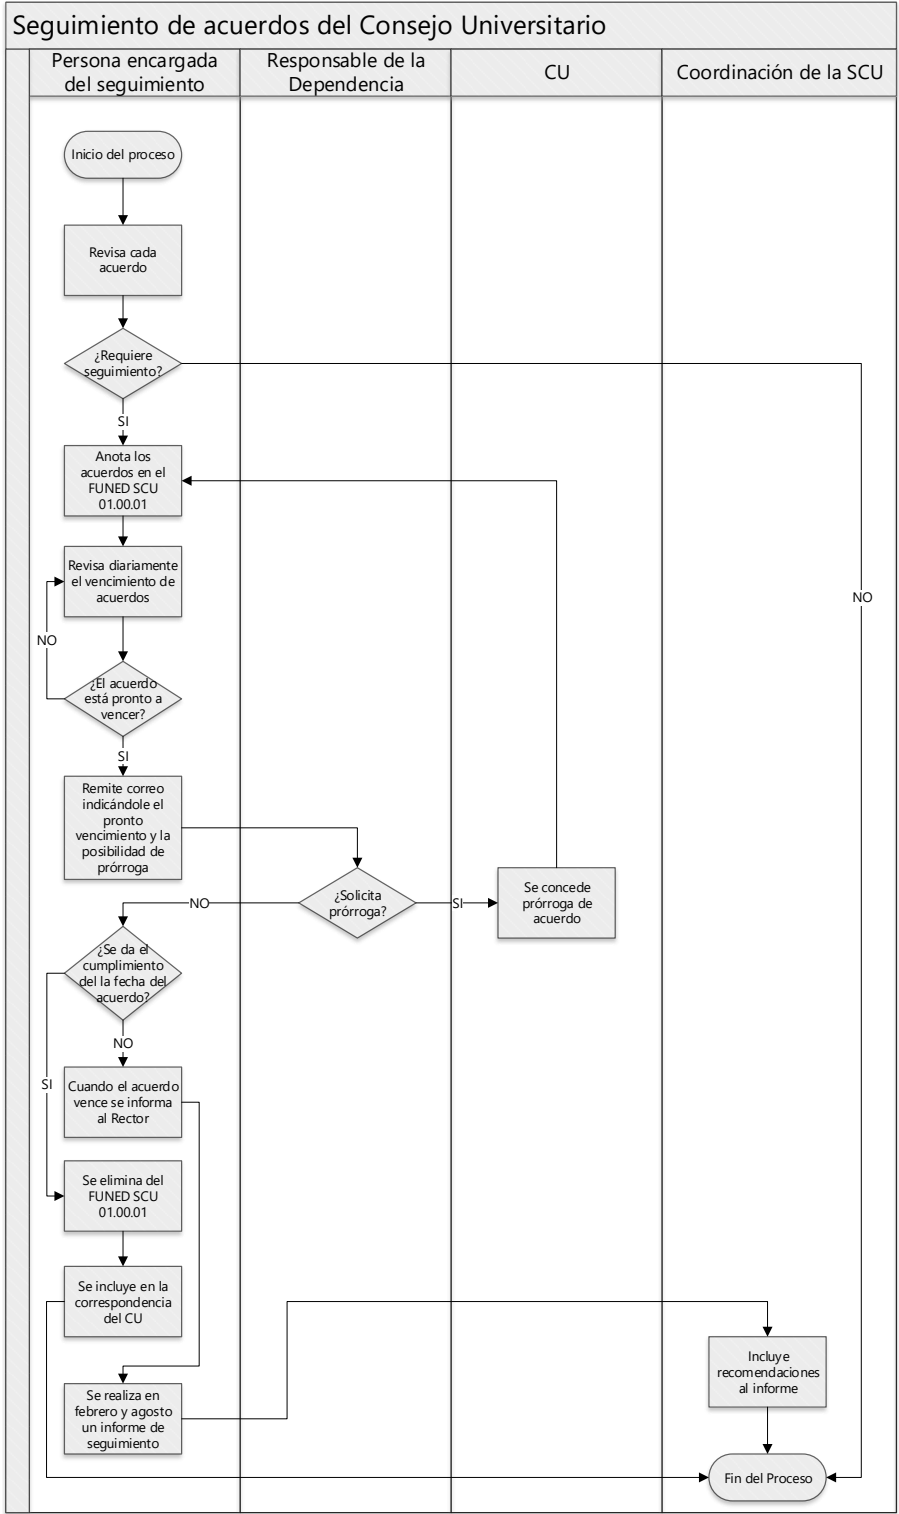 Seguimiento de acuerdos del Consejo Universitario
Persona encargada
del seguimiento
Responsable de la
Dependencia
CU
Coordinación de la SCU
Inicio del proceso
Revisa cada
acuerdo
¿Requiere
seguimiento?
SI
Anota los
acuerdos en el
FUNED SCU
01.00.01
Revisa diariamente
el vencimiento de
acuerdos
NO
NO
¿El acuerdo
está pronto a
vencer?
SI
Remite correo
indicándole el
pronto
vencimiento y la
posibilidad de
prórroga
¿Solicita
prórroga?
NO
SI
Se concede
prórroga de
acuerdo
¿Se da el
cumplimiento
del la fecha del
acuerdo?
NO
SI
Cuando el acuerdo
vence se informa
al Rector
Se elimina del
FUNED SCU
01.00.01
Se incluye en la
correspondencia
del CU
Se realiza en
febrero y agosto
un informe de
seguimiento
Incluye
recomendaciones
al informe
Fin del Proceso